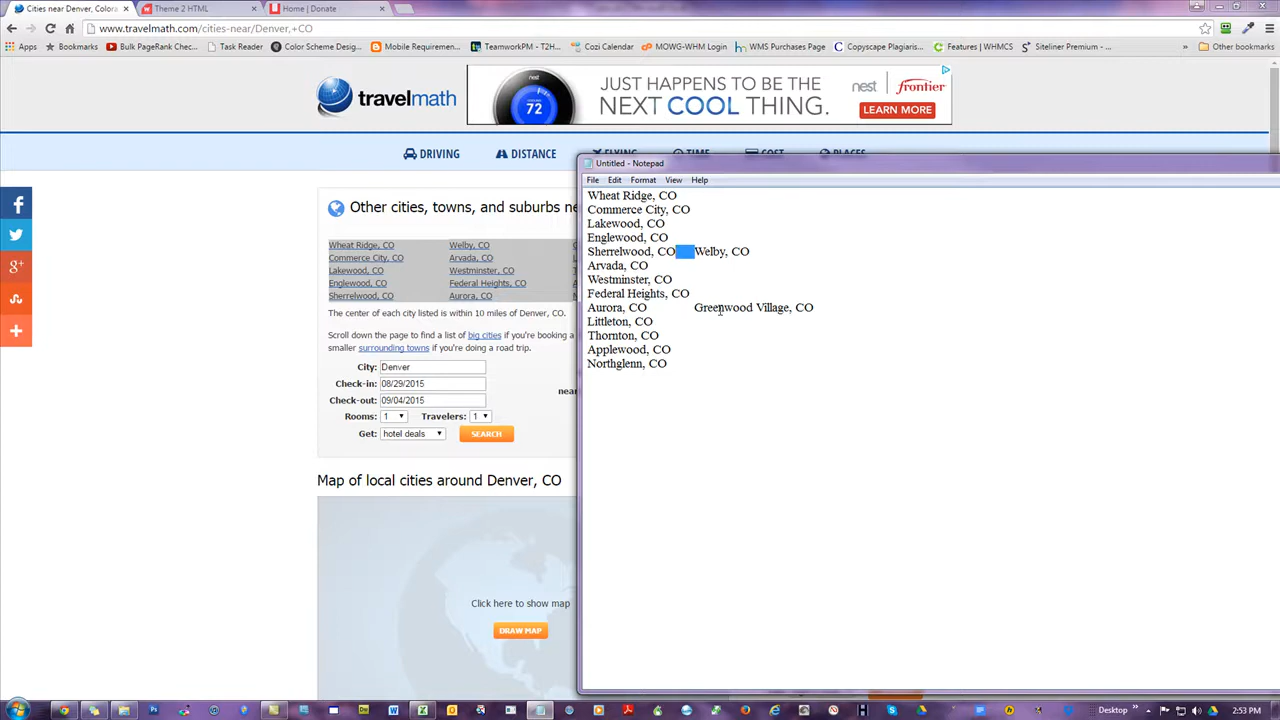 Cities near Denver, Colora
Theme 2 HTML
Home | Donate
www.travelmath.com/cities-near/Denver,+CO
Apps
Bookmarks
Bulk PageRank Chec...
Task Reader
Color Scheme Desig...
Mobile Requiremen...
TeamworkPM - T2H...
Cozi Calendar
MOWG-WHM Login
WMS Purchases Page
Copyscape Plagiaris...
Features | WHMCS
Siteliner Premium - ...
Other bookmarks
travelmath
nest
72
JUST HAPPENS TO BE THE
NEXT COOL THING.
nest
frontier
LEARN MORE
DRIVING
DISTANCE
FLYING
TIME
COST
PLACES
Other cities, towns, and suburbs ne
Wheat Ridge, CO Welby, CO
Commerce City, CO Arvada, CO
Lakewood, CO Westminster, CO
Englewood, CO Federal Heights, CO
Sherrelwood, CO Aurora, CO
The center of each city listed is within 10 miles of Denver, CO.
Scroll down the page to find a list of big cities if you're booking a
smaller surrounding towns if you're doing a road trip.
City: Denver
Check-in: 08/29/2015
near
Check-out: 09/04/2015
Rooms: 1 Travelers: 1
Get: hotel deals SEARCH
Map of local cities around Denver, CO
Click here to show map
DRAW MAP
Untitled - Notepad
File Edit Format View Help
Wheat Ridge, CO
Commerce City, CO
Lakewood, CO
Englewood, CO
Sherrelwood, CO Welby, CO
Arvada, CO
Westminster, CO
Federal Heights, CO
Aurora, CO Greenwood Village, CO
Littleton, CO
Thornton, CO
Applewood, CO
Northglenn, CO
Desktop
2:53 PM